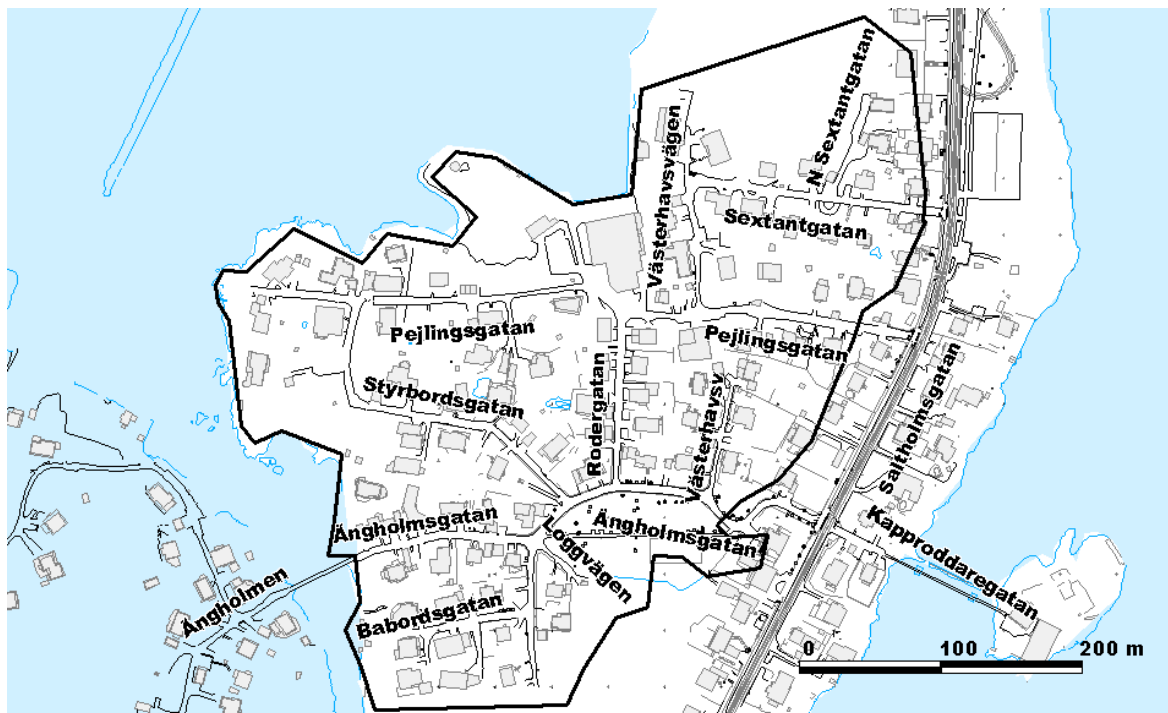 N Sextantgatan
Västerhavsvägen
Sextantgatan
Pejlingsgatan
Pejlingsgatan
Styrbordsgatan
Rodergatan
Västerhavsv
Saltholmsgatan
Ängholmsgatan
Ängholmsgatan
Kapproddaregatan
Loggvägen
Ängholmen
Babordsgatan
0 100 200 m